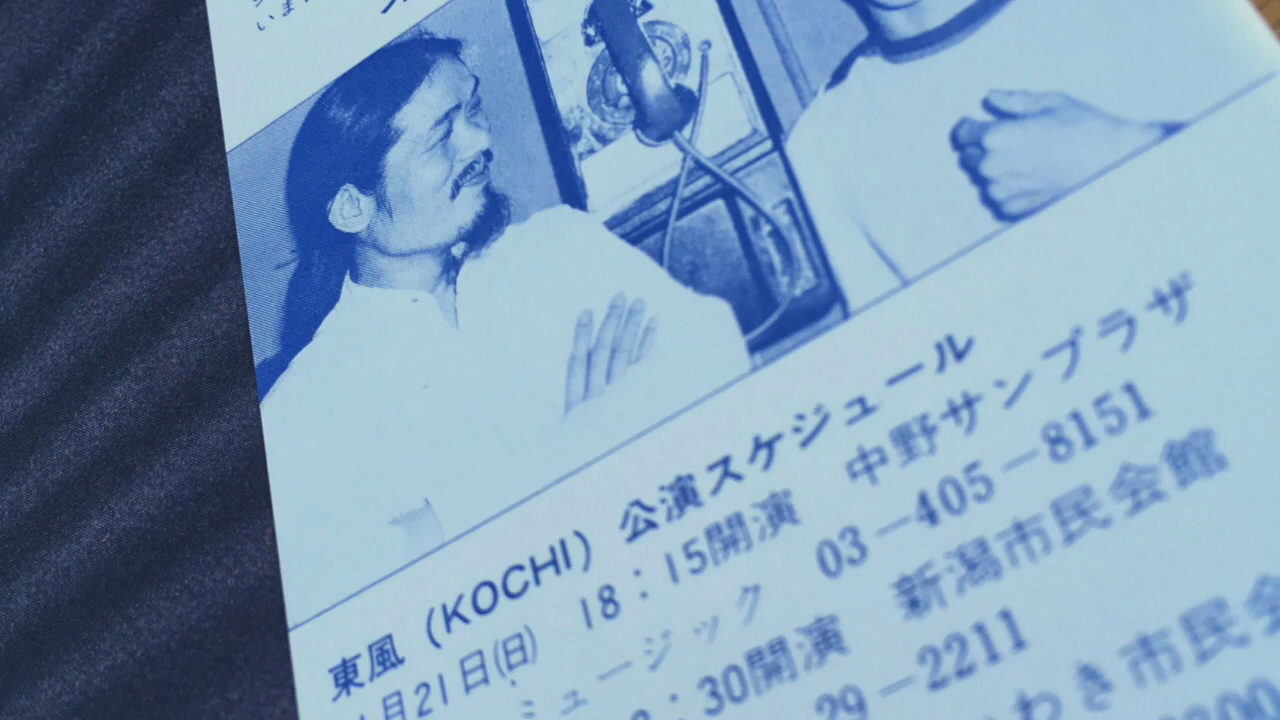 いま
東風（KOCHI）公演スケジュール
月21日(日) 18：15開演 中野サンプラザ
ミュージック 03－405－8151
：30開演 新潟市民会館
29－2211
わき市民会